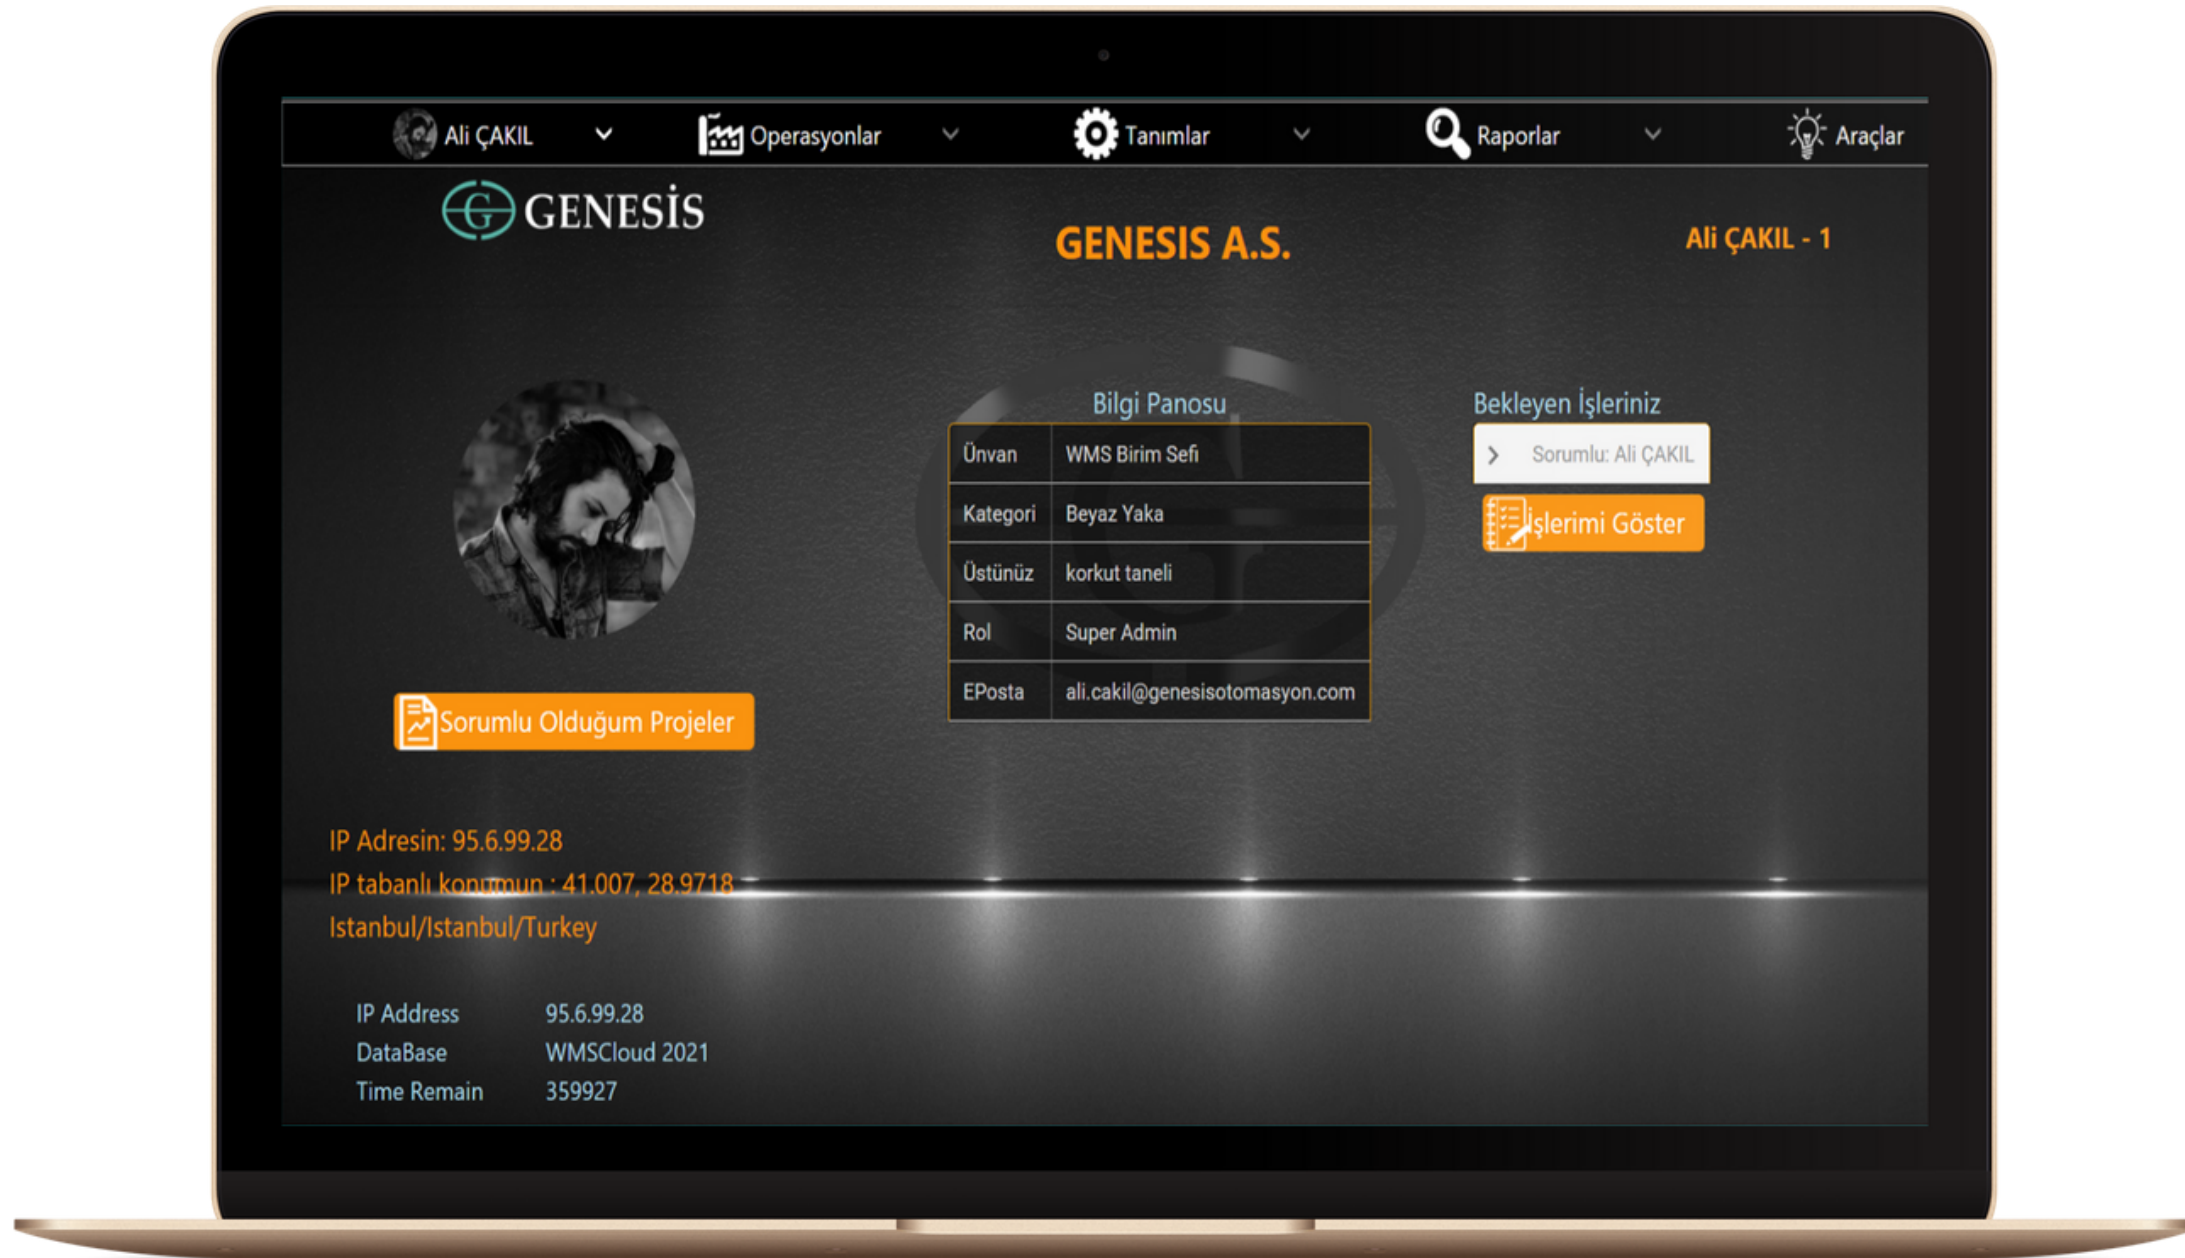 Ali ÇAKIL
Operasyonlar
Tanımlar
Raporlar
Araçlar
G GENESİS
GENESIS A.S.
Ali ÇAKIL - 1
Bilgi Panosu
Ünvan WMS Birim Sefi
Kategori Beyaz Yaka
Üstünüz korkut taneli
Rol Super Admin
EPosta ali.cakil@genesisotomasyon.com
Bekleyen İşleriniz
Sorumlu: Ali ÇAKIL
İşlerimi Göster
Sorumlu Olduğum Projeler
IP Adresin: 95.6.99.28
IP tabanlı konumun : 41.007, 28.9718
Istanbul/Istanbul/Turkey
IP Address 95.6.99.28
DataBase WMSCloud 2021
Time Remain 359927